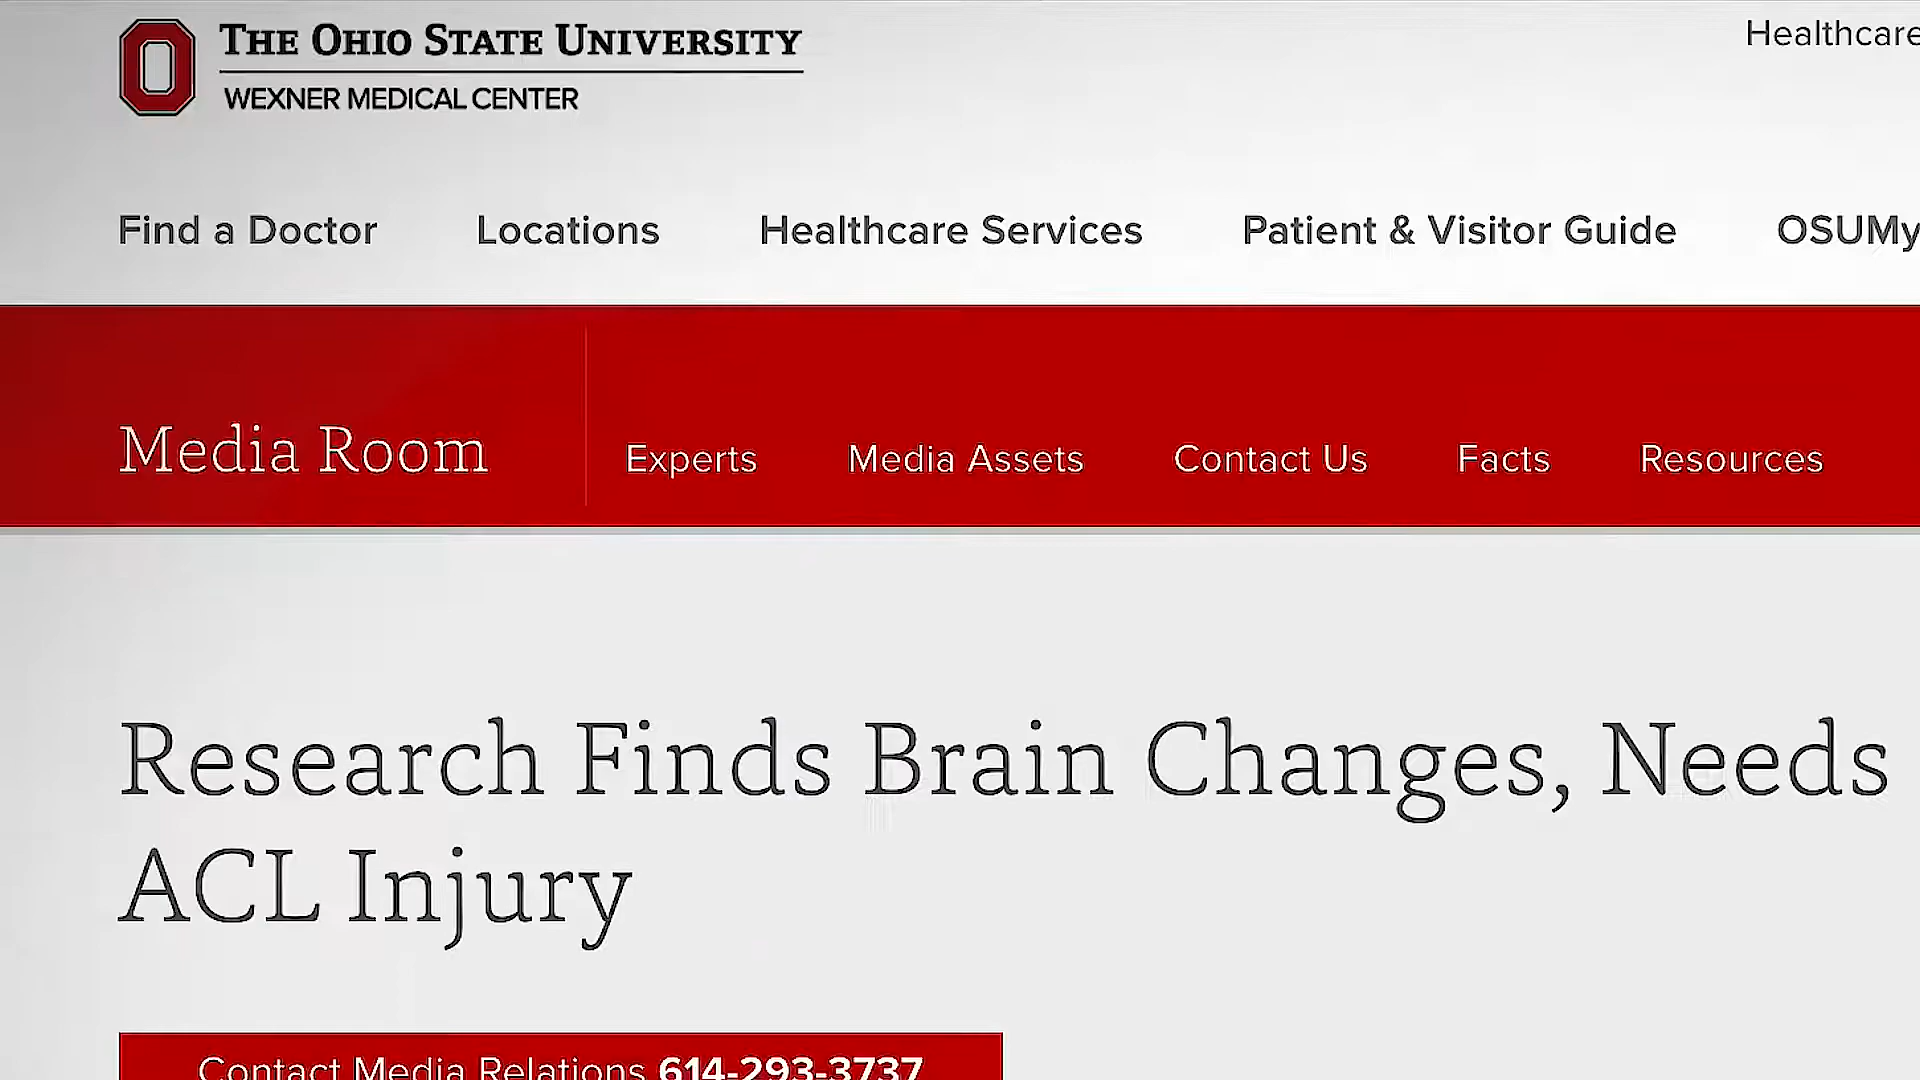 THE OHIO STATE UNIVERSITY
WEXNER MEDICAL CENTER
Healthcare
Find a Doctor Locations Healthcare Services Patient & Visitor Guide OSUMy
Media Room Experts Media Assets Contact Us Facts Resources
Research Finds Brain Changes, Needs
ACL Injury
Contact Media Relations 614-293-3737